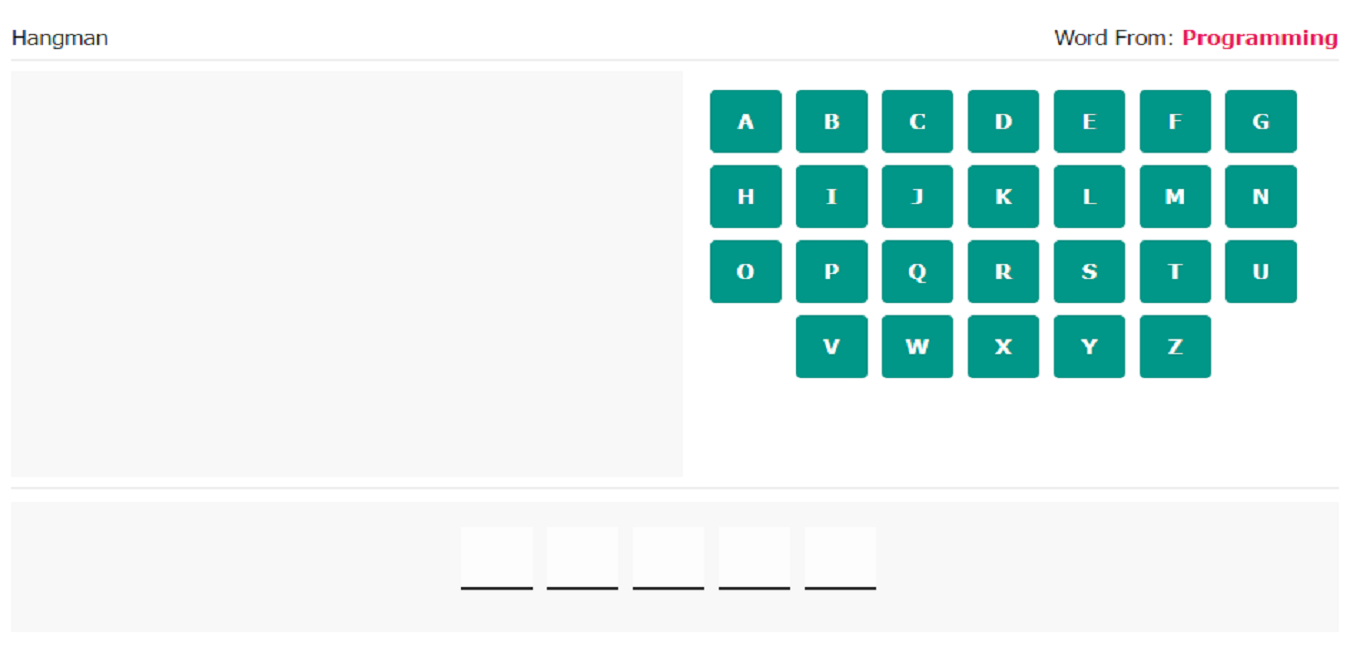 Hangman
Word From: Programming
A B C D E F G
H I J K L M N
O P Q R S T U
V W X Y Z